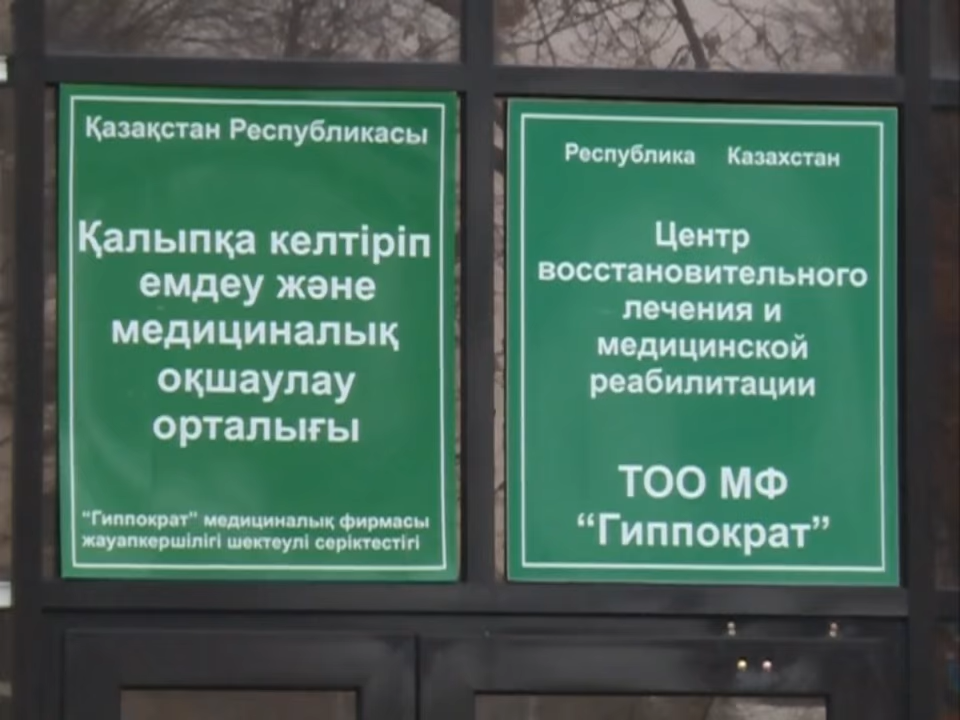 Қазақстан Республикасы
Қалыпқа келтіріп
емдеу және
медициналық
оқшаулау
орталығы
“Гиппократ” медициналық фирмасы
жауапкершілігі шектеулі серіктестігі
Республика Казахстан
Центр
восстановительного
лечения и
медицинской
реабилитации
ТОО МФ
“Гиппократ”